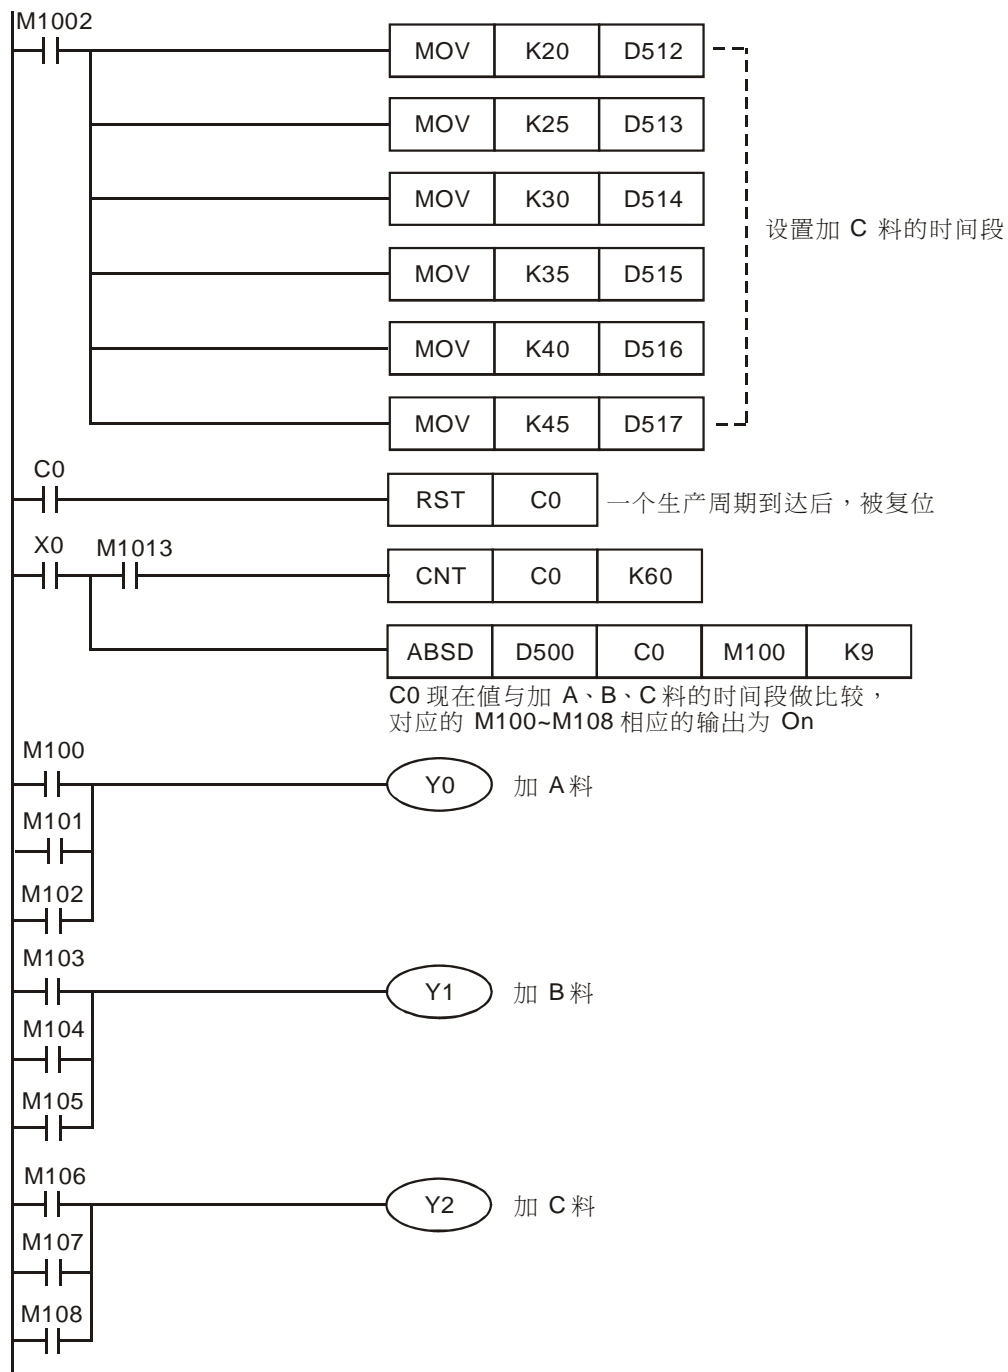 M1002
MOV K20 D512
MOV K25 D513
MOV K30 D514
设置加 C 料的时间段
MOV K35 D515
MOV K40 D516
MOV K45 D517
C0
RST C0 一个生产周期到达后，被复位
X0 M1013
CNT C0 K60
ABSD D500 C0 M100 K9
C0 现在值与加 A、B、C 料的时间段做比较，
对应的 M100~M108 相应的输出为 On
M100
Y0 加 A 料
M101
M102
M103
Y1 加 B 料
M104
M105
M106
Y2 加 C 料
M107
M108